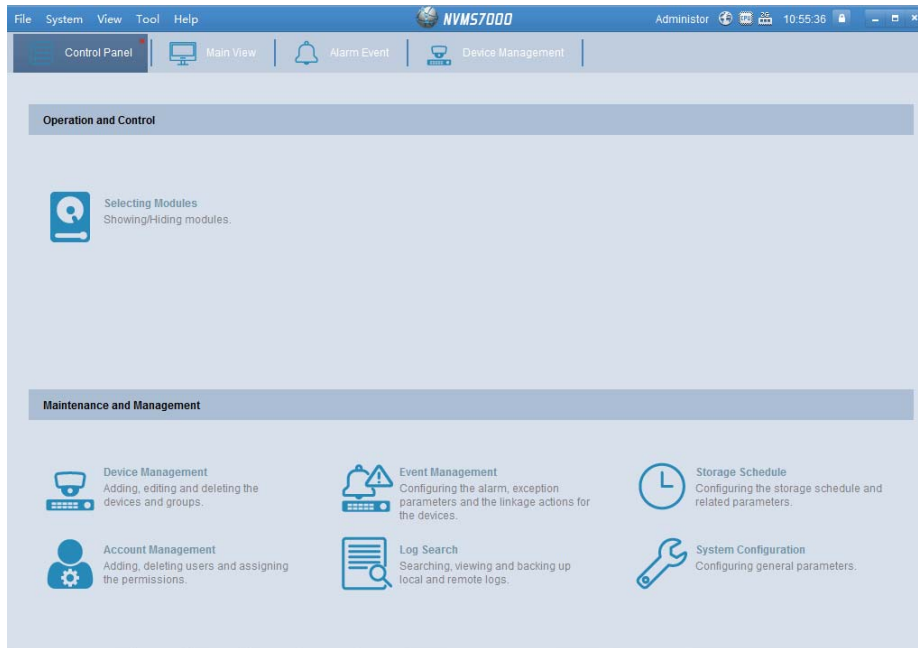 File System View Tool Help NVMS7000 Administor 10:55:36
Control Panel Main View Alarm Event Device Management
Operation and Control
Selecting Modules
Showing/Hiding modules.
Maintenance and Management
Device Management
Adding, editing and deleting the
devices and groups.
Event Management
Configuring the alarm, exception
parameters and the linkage actions for
the devices.
Storage Schedule
Configuring the storage schedule and
related parameters.
Account Management
Adding, deleting users and assigning
the permissions.
Log Search
Searching, viewing and backing up
local and remote logs.
System Configuration
Configuring general parameters.